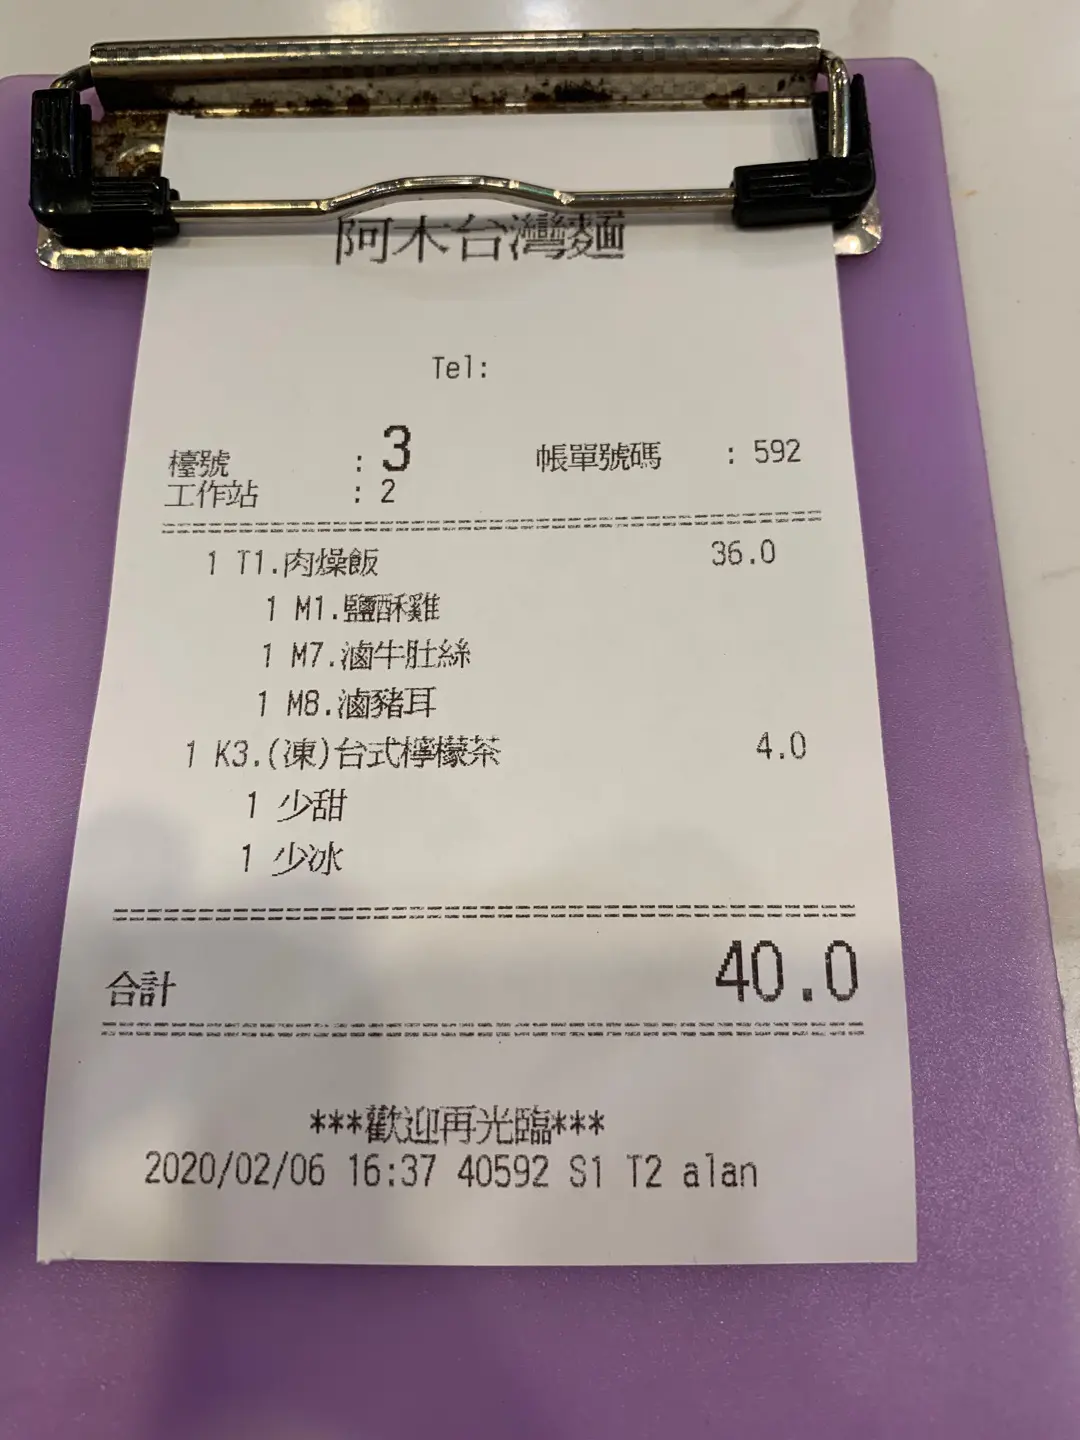 阿木台灣麵
Tel:
檯號 : 3 帳單號碼 : 592
工作站 : 2
1 T1.肉燥飯 36.0
1 M1.鹽酥雞
1 M7.滷牛肚絲
1 M8.滷豬耳
1 K3.(凍)台式檸檬茶 4.0
1 少甜
1 少冰
合計 40.0
***歡迎再光臨***
2020/02/06 16:37 40592 S1 T2 alan